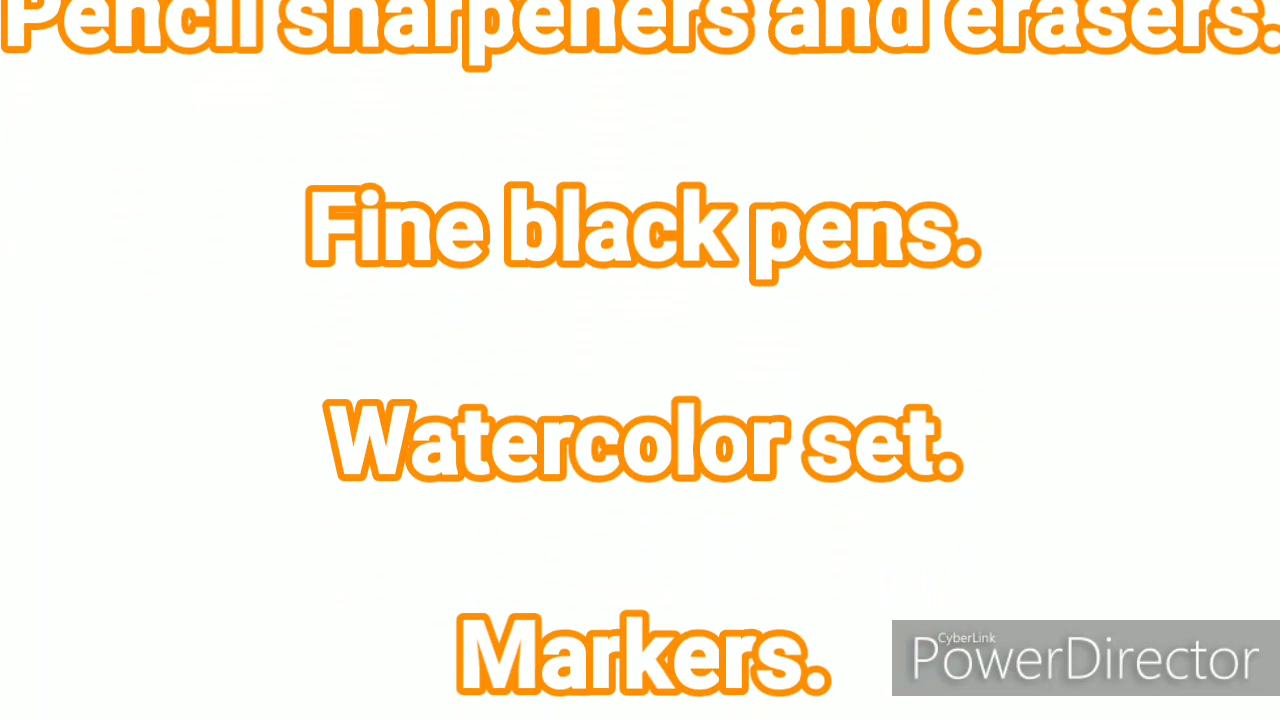 Pencil sharpeners and erasers.
Fine black pens.
Watercolor set.
Markers.
CyberLink
PowerDirector